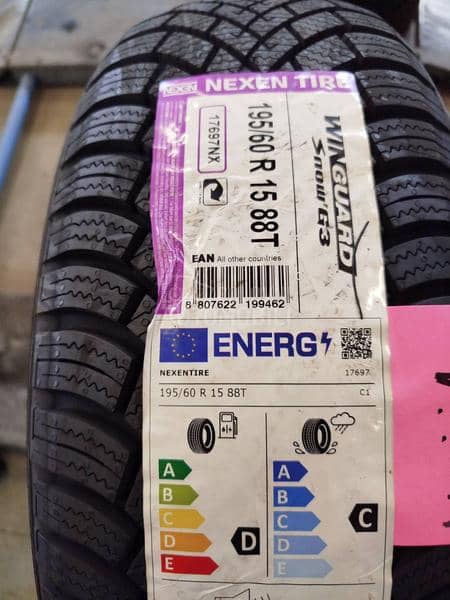 NEXEN
NEXEN TIRE
17697NX
195/60 R 15 88T
WINGUARD
Snow'G3
EAN All other countries
8 807622 199462
ENERG
NEXENTIRE 17697
195/60 R 15 88T C1
A
B
C
D
E
D
A
B
C
D
E
C